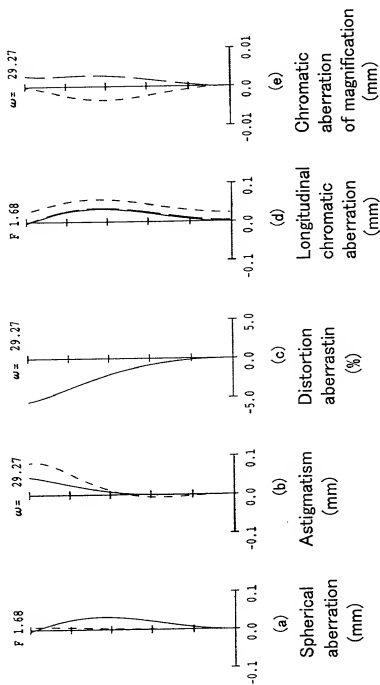 F 1.68
-0.1 0.0 0.1
(a)
Spherical
aberration
(mm)
ω= 29.27
-0.1 0.0 0.1
(b)
Astigmatism
(mm)
ω= 29.27
-5.0 0.0 5.0
(c)
Distortion
aberrastin
(%)
F 1.68
-0.1 0.0 0.1
(d)
Longitudinal
chromatic
aberration
(mm)
ω= 29.27
-0.01 0.0 0.01
(e)
Chromatic
aberration
of magnification
(mm)